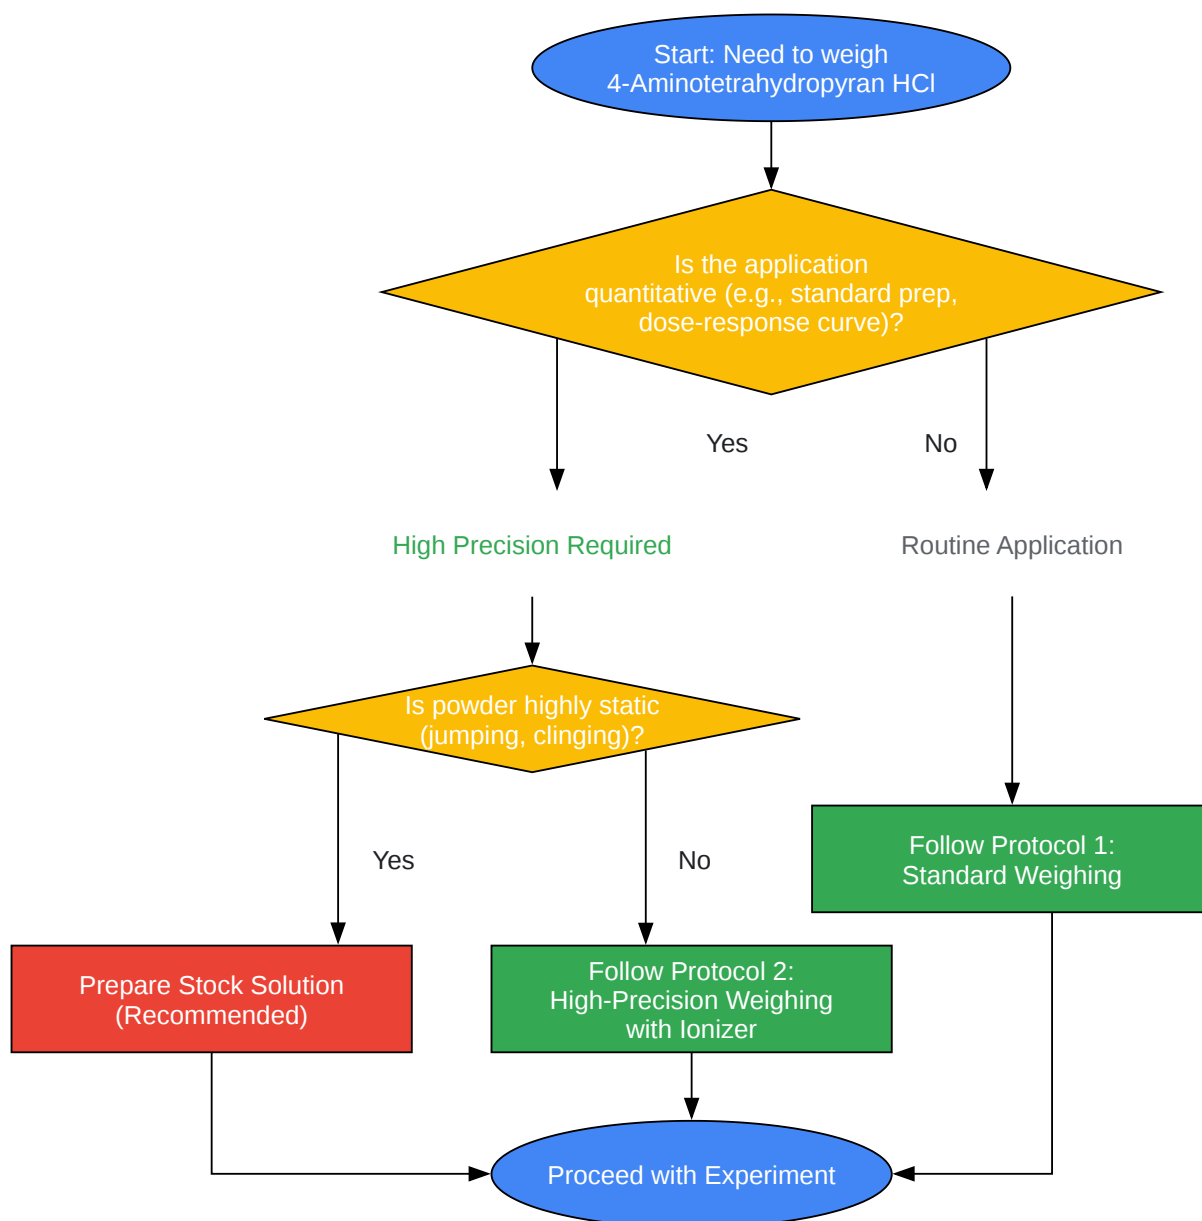 Start: Need to weigh
4-Aminotetrahydropyran HCl
Is the application
quantitative (e.g., standard prep,
dose-response curve)?
Yes
No
High Precision Required
Routine Application
Is powder highly static
(jumping, clinging)?
Yes
No
Follow Protocol 1:
Standard Weighing
Prepare Stock Solution
(Recommended)
Follow Protocol 2:
High-Precision Weighing
with Ionizer
Proceed with Experiment